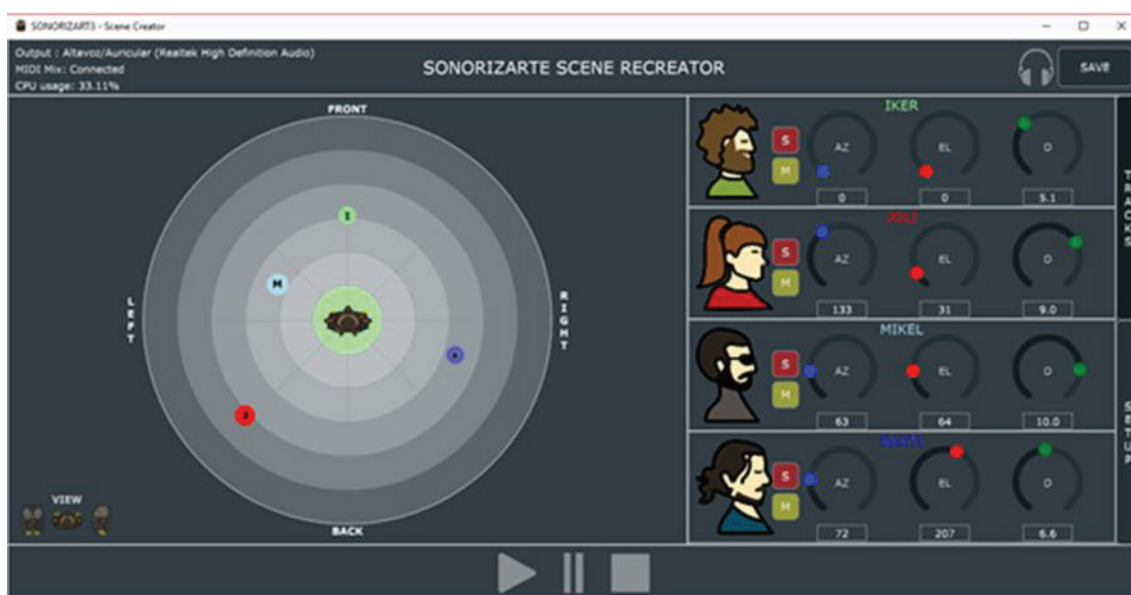 SONORIZART3 - Scene Creator
Output : Altavoz/Auricular (Realtek High Definition Audio)
MIDI Mix: Connected
CPU usage: 33.11%
SONORIZARTE SCENE RECREATOR
SAVE
FRONT
LEFT
RIGHT
BACK
I
M
J
VIEW
IKER
S
M
AZ
EL
D
0
0
5.1
S
M
AZ
EL
D
133
31
9.0
MIKEL
S
M
AZ
EL
D
63
64
10.0
S
M
AZ
EL
D
72
207
6.6
TRACKS
SETUP